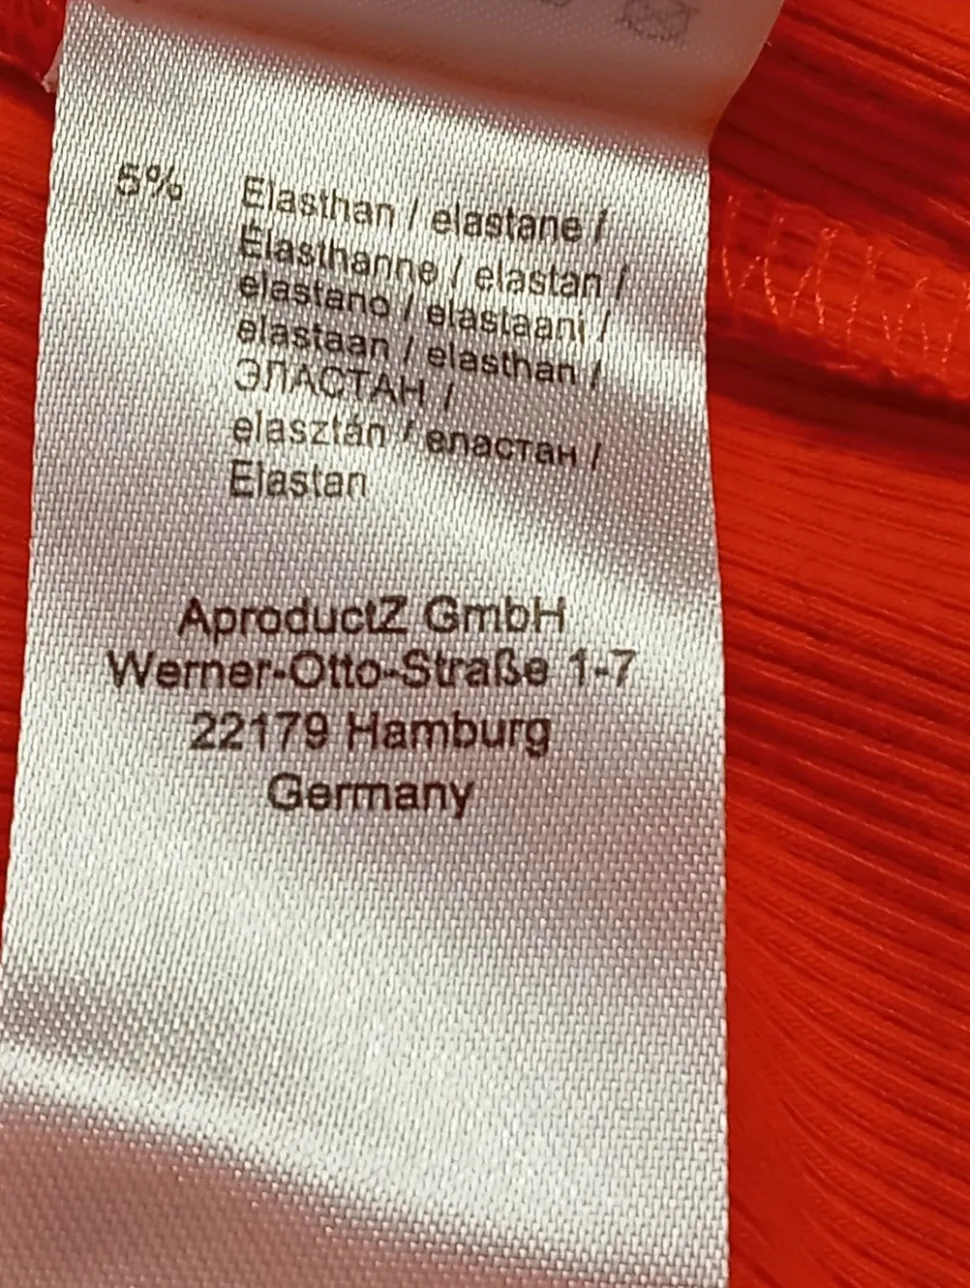 5% Elasthan / elastane /
Élasthanne / elastan /
elastano / elastaani /
elastaan / elasthan /
ЭЛАСТАН /
elasztán / еластан /
Elastan
AproductZ GmbH
Werner-Otto-Straße 1-7
22179 Hamburg
Germany